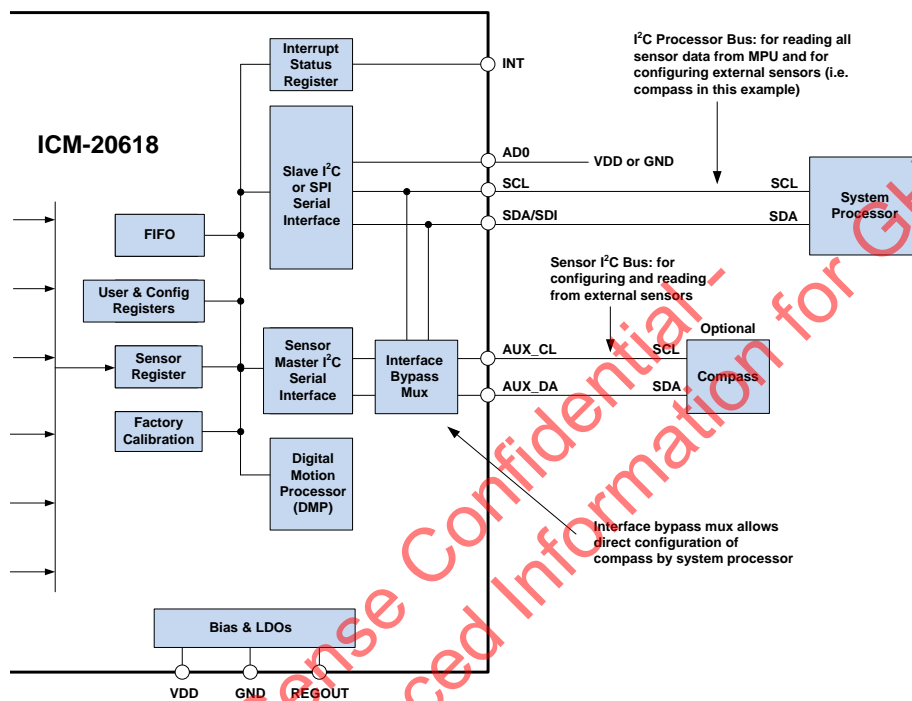 Interrupt
Status
Register
INT
I²C Processor Bus: for reading all
sensor data from MPU and for
configuring external sensors (i.e.
compass in this example)
ICM-20618
Slave I²C
or SPI
Serial
Interface
AD0
VDD or GND
SCL
SCL
SDA/SDI
SDA
System
Processor
FIFO
User & Config
Registers
Sensor
Register
Factory
Calibration
Sensor
Master I²C
Serial
Interface
Interface
Bypass
Mux
Sensor I²C Bus: for
configuring and reading
from external sensors
AUX_CL
SCL
AUX_DA
SDA
Optional
Compass
Digital
Motion
Processor
(DMP)
Interface bypass mux allows
direct configuration of
compass by system processor
Bias & LDOs
VDD
GND
REGOUT
Confidential -
Information for